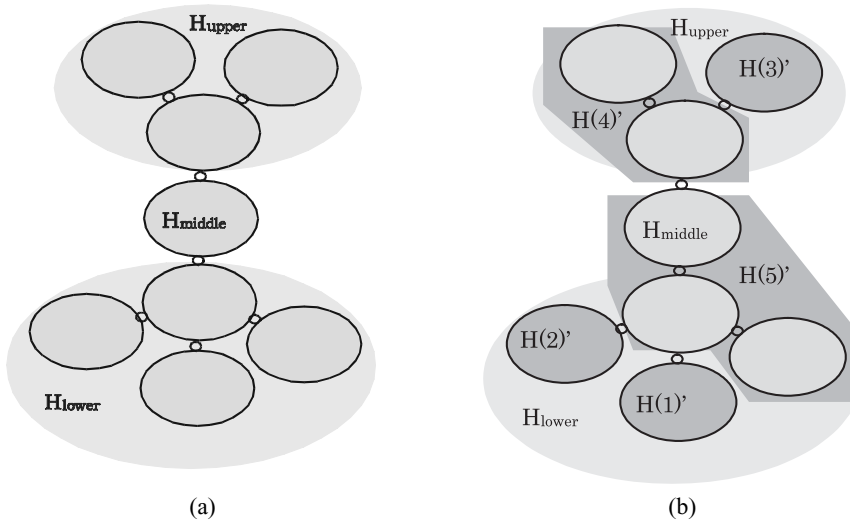 Hupper
Hmiddle
Hlower
(a)
Hupper
H(3)'
H(4)'
Hmiddle
H(5)'
H(2)'
H(1)'
Hlower
(b)